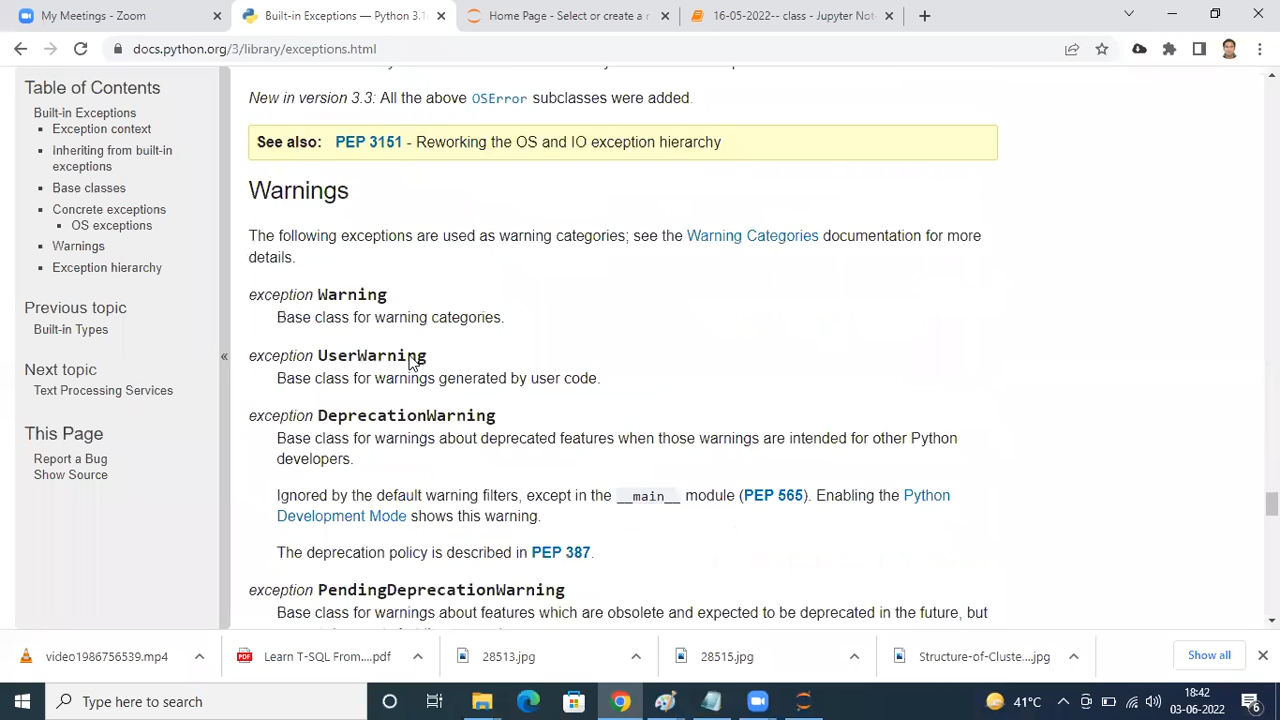 My Meetings - Zoom
Built-in Exceptions — Python 3.1
Home Page - Select or create a n
16-05-2022-- class - Jupyter Not
docs.python.org/3/library/exceptions.html
Table of Contents
Built-in Exceptions
Exception context
Inheriting from built-in
exceptions
Base classes
Concrete exceptions
OS exceptions
Warnings
Exception hierarchy
Previous topic
Built-in Types
Next topic
Text Processing Services
This Page
Report a Bug
Show Source
«
New in version 3.3: All the above OSError subclasses were added.
See also: PEP 3151 - Reworking the OS and IO exception hierarchy
Warnings
The following exceptions are used as warning categories; see the Warning Categories documentation for more
details.
exception Warning
Base class for warning categories.
exception UserWarning
Base class for warnings generated by user code.
exception DeprecationWarning
Base class for warnings about deprecated features when those warnings are intended for other Python
developers.
Ignored by the default warning filters, except in the __main__ module (PEP 565). Enabling the Python
Development Mode shows this warning.
The deprecation policy is described in PEP 387.
exception PendingDeprecationWarning
Base class for warnings about features which are obsolete and expected to be deprecated in the future, but
video1986756539.mp4
Learn T-SQL From....pdf
28513.jpg
28515.jpg
Structure-of-Cluste....jpg
Show all
Type here to search
41°C
18:42
03-06-2022
6